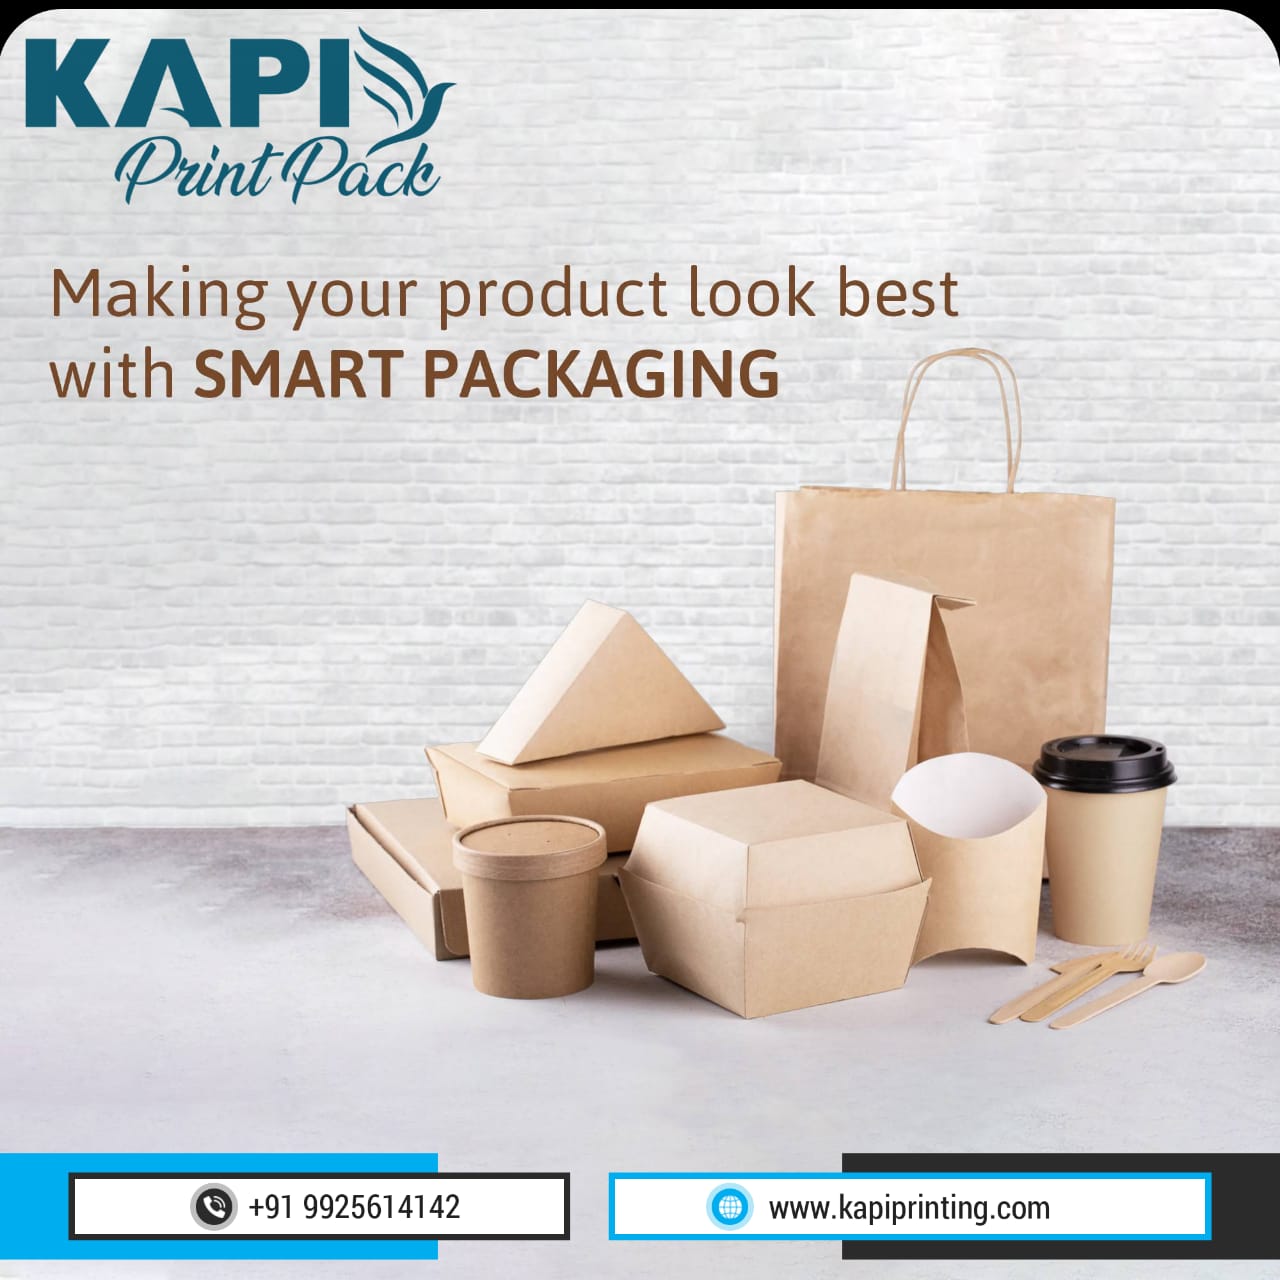 KAPI
Print Pack
Making your product look best
with SMART PACKAGING
+91 9925614142
www.kapiprinting.com